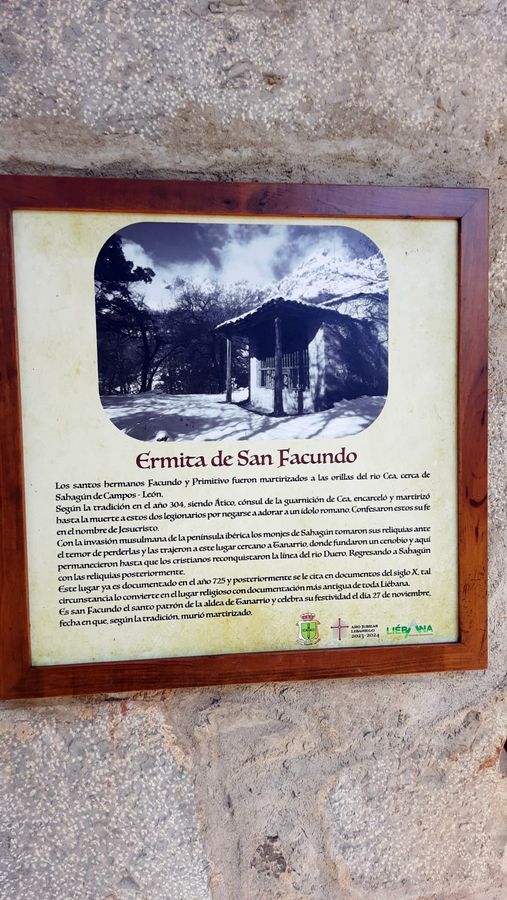 Ermita de San Facundo
Los santos hermanos Facundo y Primitivo fueron martirizados a las orillas del río Cea, cerca de
Sahagún de Campos - León.
Según la tradición en el año 304, siendo Ático, cónsul de la guarnición de Cea, encarceló y martirizó
hasta la muerte a estos dos legionarios por negarse a adorar a un ídolo romano. Confesaron estos su fe
en el nombre de Jesucristo.
Con la invasión musulmana de la península ibérica los monjes de Sahagún tomaron sus reliquias ante
el temor de perderlas y las trajeron a este lugar cercano a Tanarrio, donde fundaron un cenobio y aquí
permanecieron hasta que los cristianos reconquistaron la línea del río Duero. Regresando a Sahagún
con las reliquias posteriormente.
Este lugar ya es documentado en el año 725 y posteriormente se le cita en documentos del siglo X, tal
circunstancia lo convierte en el lugar religioso con documentación más antigua de toda Liébana.
Es san Facundo el santo patrón de la aldea de Tanarrio y celebra su festividad el día 27 de noviembre,
fecha en que, según la tradición, murió martirizado.
AÑO JUBILAR
LEBANIEGO
2023-2024
LIÉBANA